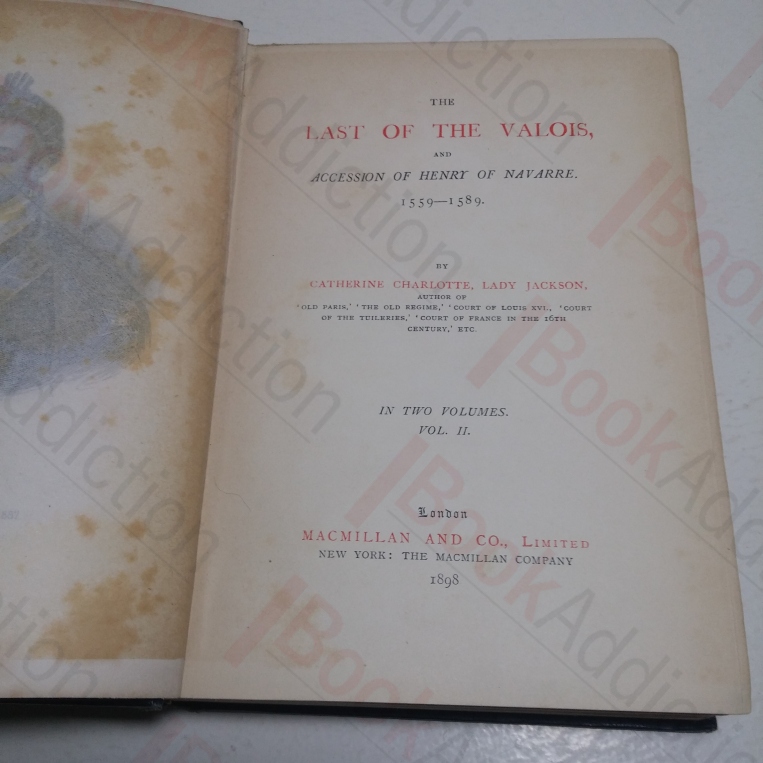 THE
LAST OF THE VALOIS,
AND
ACCESSION OF HENRY OF NAVARRE.
1559—1589.
BY
CATHERINE CHARLOTTE, LADY JACKSON,
AUTHOR OF
'OLD PARIS,' 'THE OLD REGIME,' 'COURT OF LOUIS XVI., 'COURT
OF THE TUILERIES,' 'COURT OF FRANCE IN THE 16TH
CENTURY,' ETC.
IN TWO VOLUMES.
VOL. II.
London
MACMILLAN AND CO., LIMITED
NEW YORK: THE MACMILLAN COMPANY
1898
BookAddiction